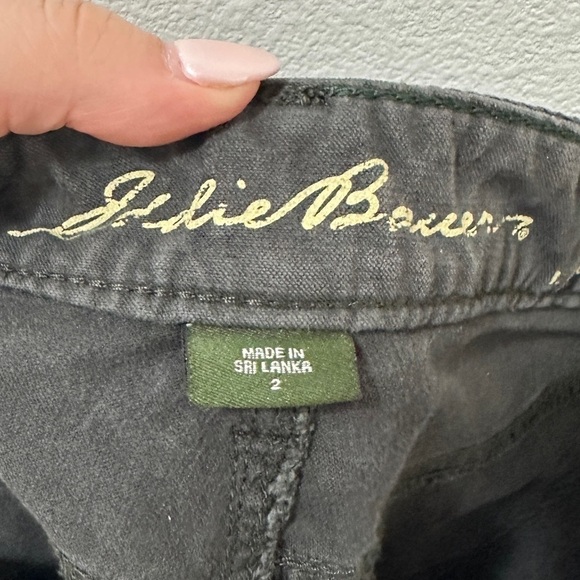 Eddie Bauer
MADE IN
SRI LANKA
2